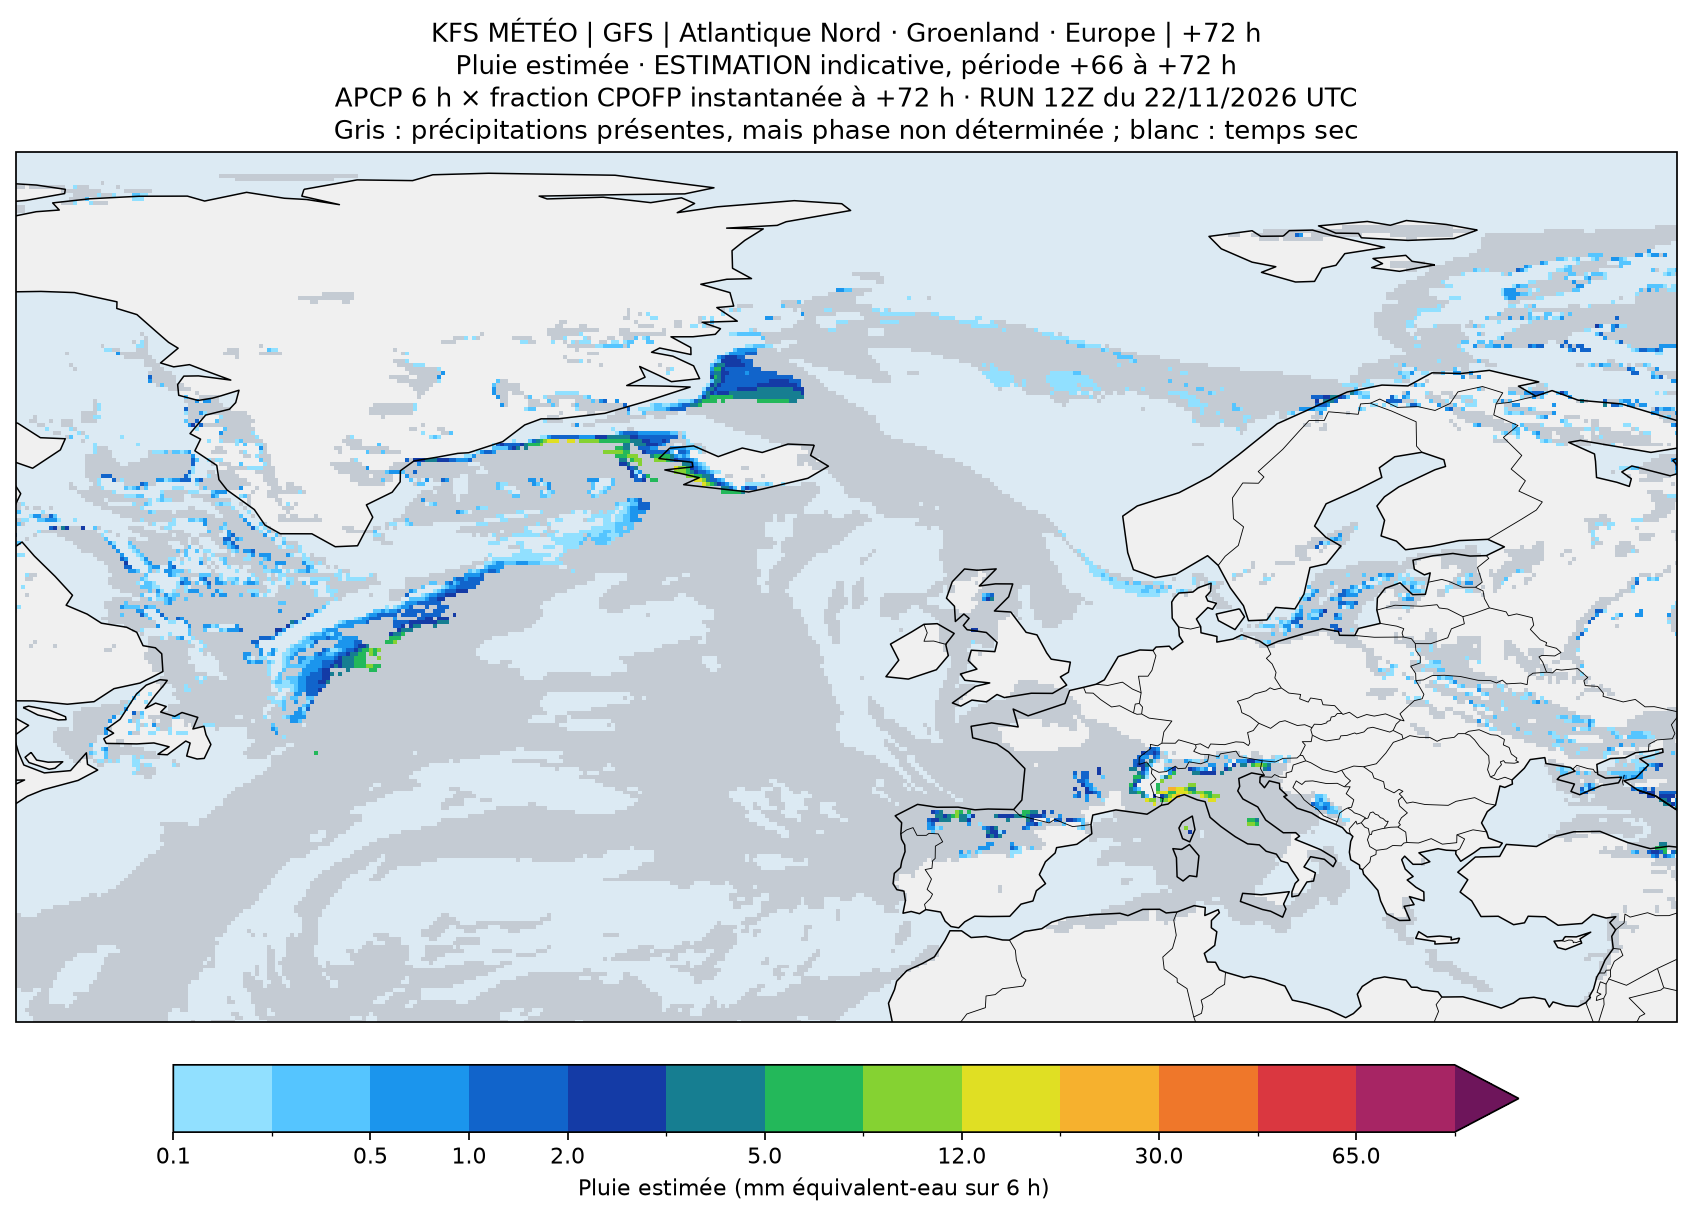 KFS MÉTÉO | GFS | Atlantique Nord · Groenland · Europe | +72 h
Pluie estimée · ESTIMATION indicative, période +66 à +72 h
APCP 6 h × fraction CPOFP instantanée à +72 h · RUN 12Z du 22/11/2026 UTC
Gris : précipitations présentes, mais phase non déterminée ; blanc : temps sec
0.1 0.5 1.0 2.0 5.0 12.0 30.0 65.0
Pluie estimée (mm équivalent-eau sur 6 h)